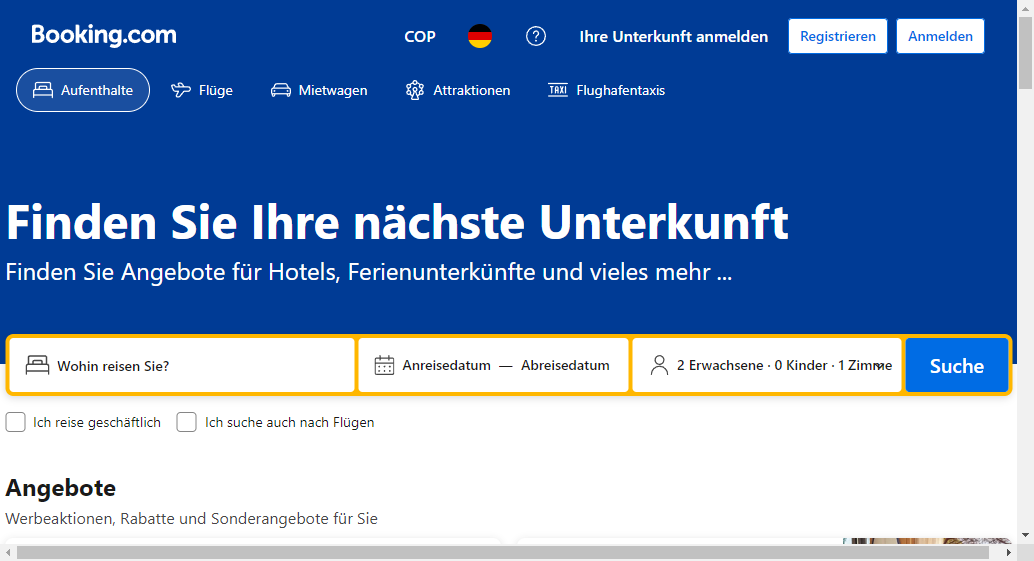 Booking.com
COP
Ihre Unterkunft anmelden
Registrieren
Anmelden
Aufenthalte
Flüge
Mietwagen
Attraktionen
TAXI Flughafentaxis
Finden Sie Ihre nächste Unterkunft
Finden Sie Angebote für Hotels, Ferienunterkünfte und vieles mehr ...
Wohin reisen Sie?
Anreisedatum — Abreisedatum
2 Erwachsene · 0 Kinder · 1 Zimmer
Suche
Ich reise geschäftlich
Ich suche auch nach Flügen
Angebote
Werbeaktionen, Rabatte und Sonderangebote für Sie